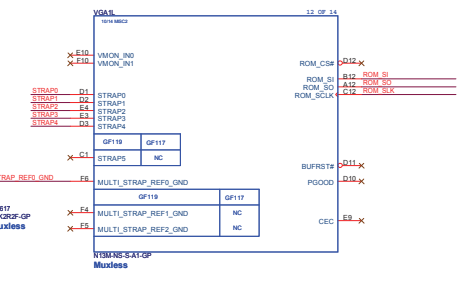 VGA1L 12 OF 14
10/14 MISC2
E10 VMON_IN0
F10 VMON_IN1
ROM_CS# D12
ROM_SI B12 ROM_SI
ROM_SO A12 ROM_SO
ROM_SCLK C12 ROM_SLK
STRAP0 D1 STRAP0
STRAP1 D2 STRAP1
STRAP2 E4 STRAP2
STRAP3 E3 STRAP3
STRAP4 D3 STRAP4
GF119 GF117
C1 STRAP5 NC
BUFRST# D11
TRAP_REF0_GND F6 MULTI_STRAP_REF0_GND
PGOOD D10
GF119 GF117
F4 MULTI_STRAP_REF1_GND NC
F5 MULTI_STRAP_REF2_GND NC
CEC E9
617
K2R2F-GP
uxless
N13M-NS-S-A1-GP
Muxless